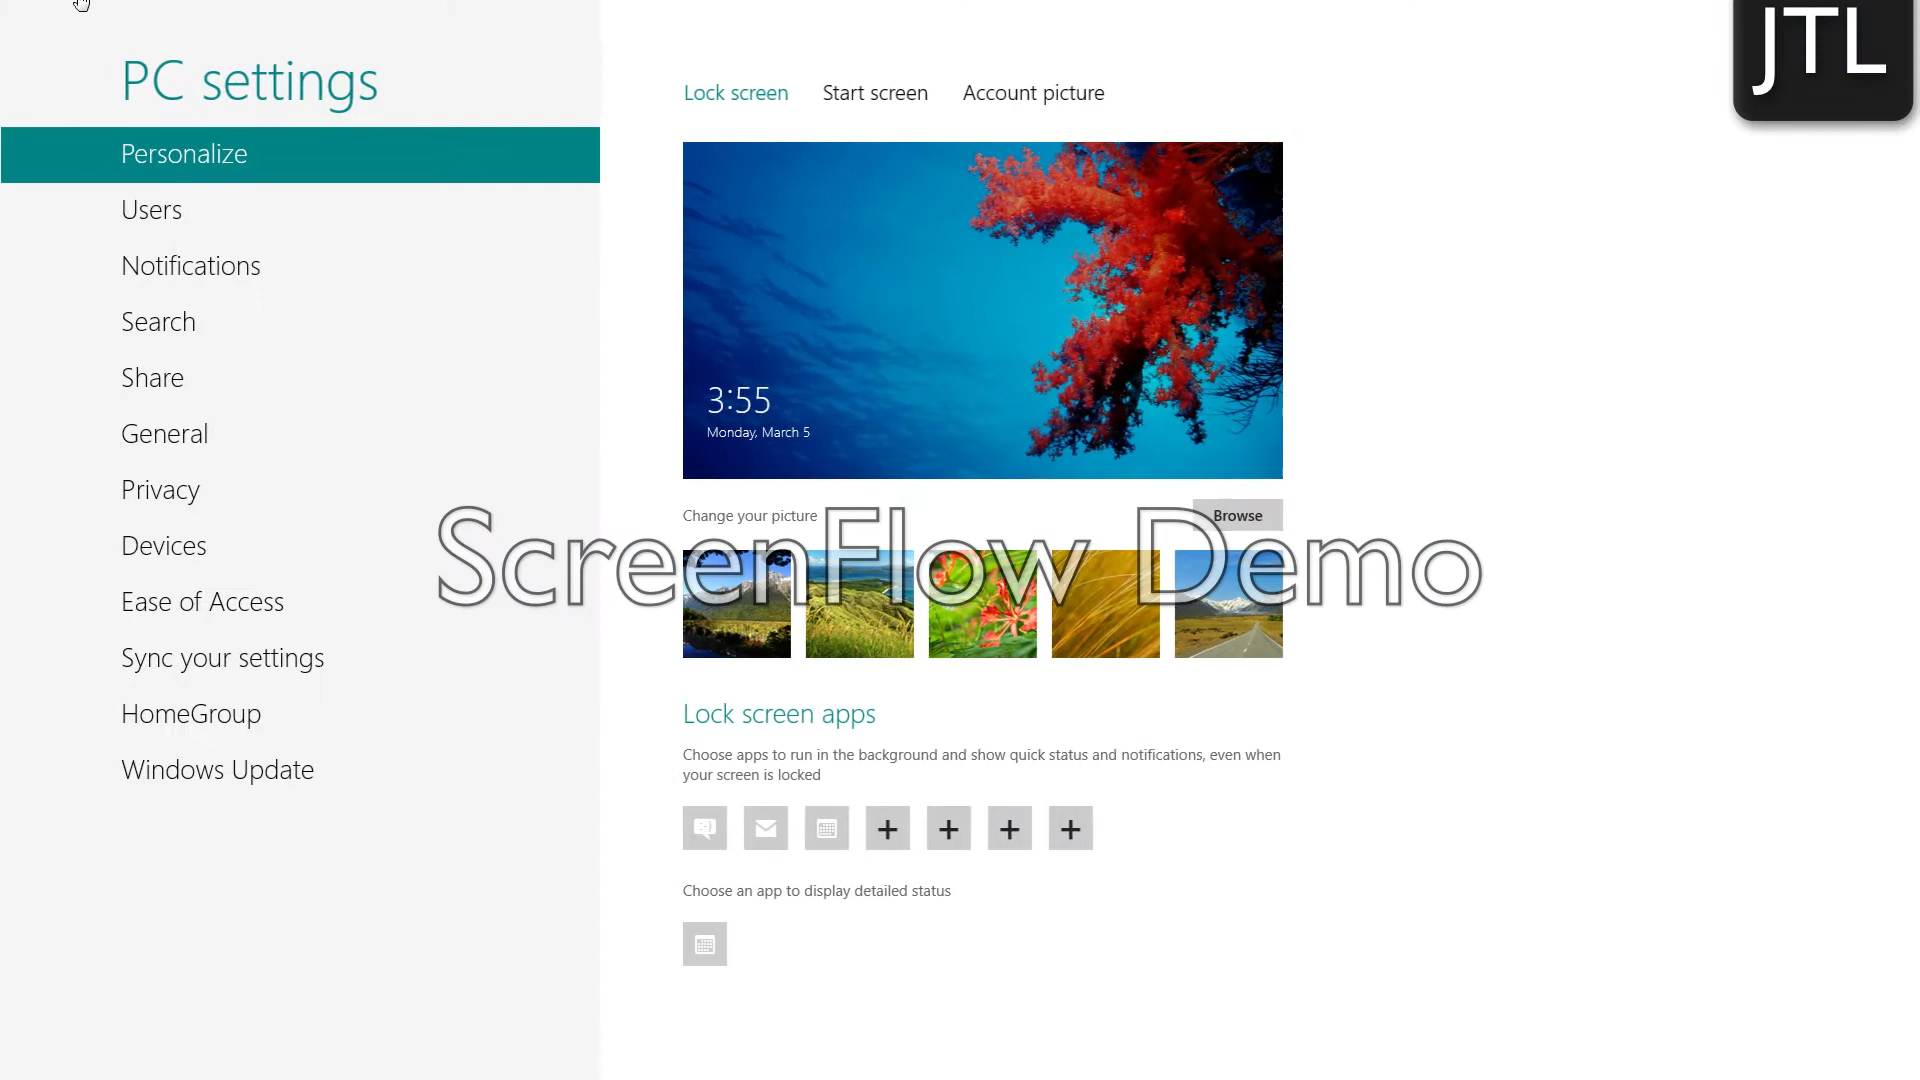 PC settings
Personalize
Users
Notifications
Search
Share
General
Privacy
Devices
Ease of Access
Sync your settings
HomeGroup
Windows Update
Lock screen
Start screen
Account picture
JTL
3:55
Monday, March 5
Change your picture
Browse
ScreenFlow Demo
Lock screen apps
Choose apps to run in the background and show quick status and notifications, even when
your screen is locked
Choose an app to display detailed status